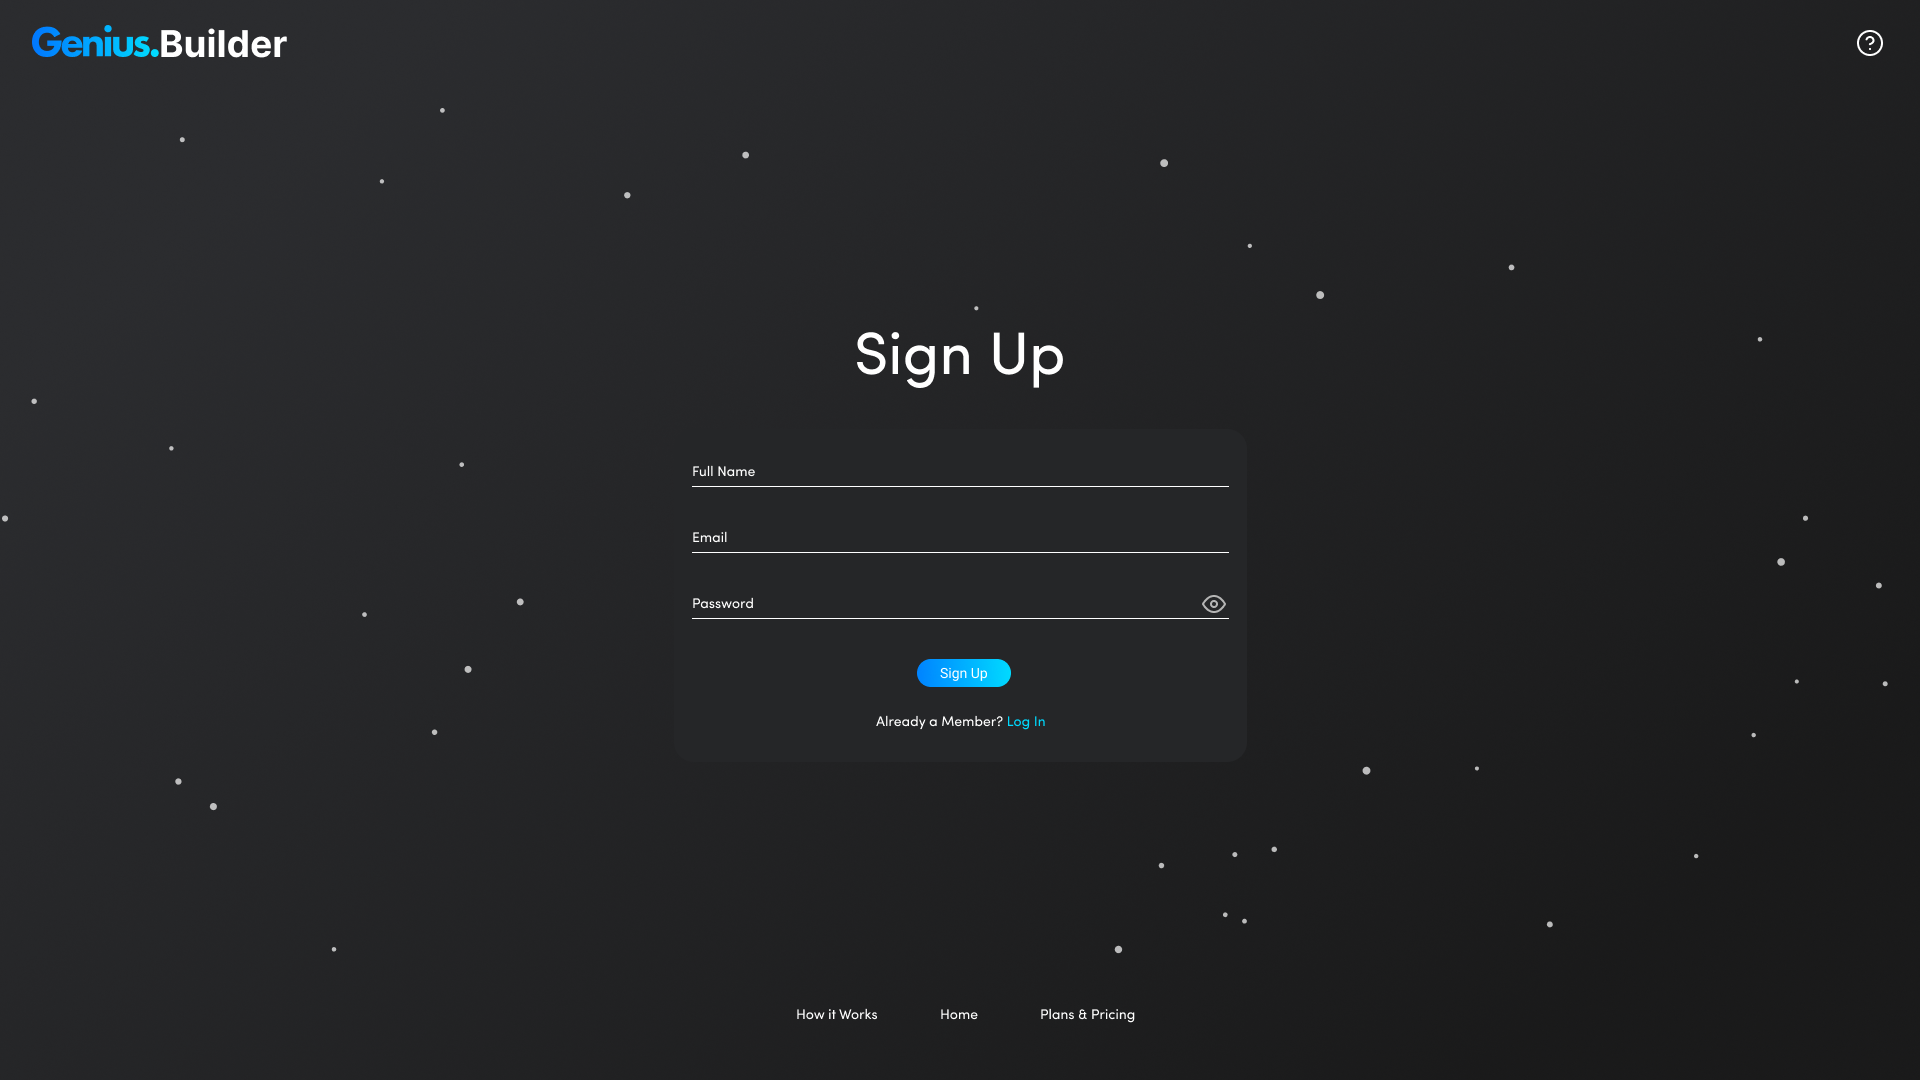 Genius.Builder
Sign Up
Full Name
Email
Password
Sign Up
Already a Member? Log In
How it Works
Home
Plans & Pricing